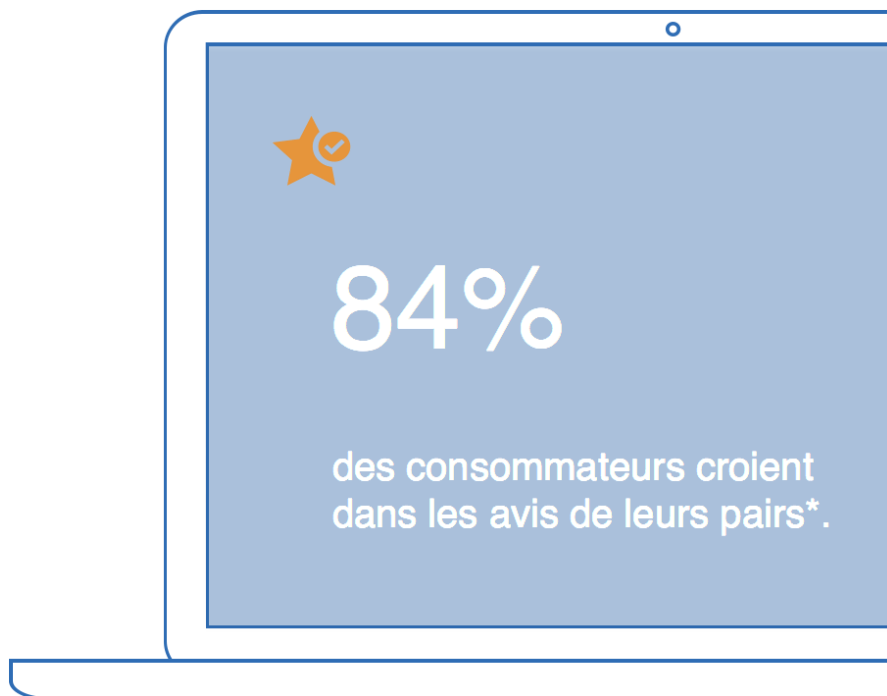 84%
des consommateurs croient
dans les avis de leurs pairs*.